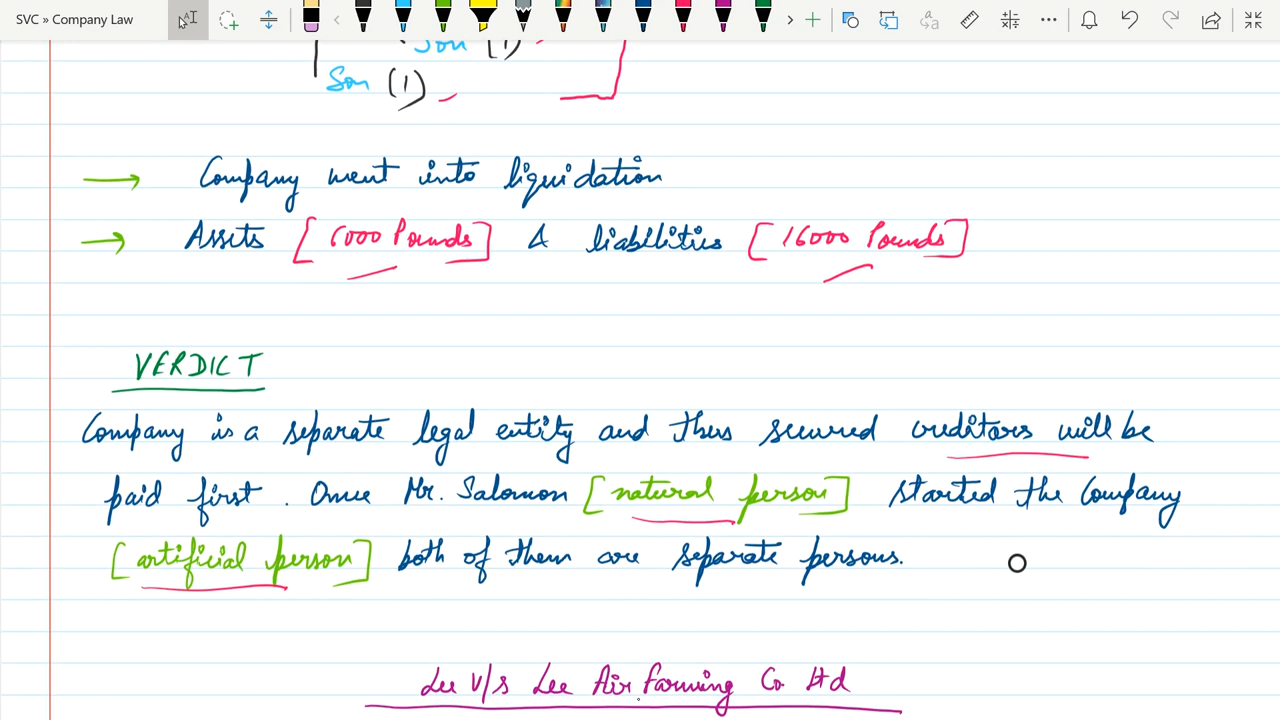 SVC » Company Law
Son (1)
Son (1)
→ Company went into liquidation
→ Assets [6000 Pounds] & liabilities [16000 Pounds]
VERDICT
Company is a separate legal entity and thus secured creditors will be
paid first. Once Mr. Salomon [natural person] started the Company
[artificial person] both of them are separate persons.
Lee V/s Lee Air Farming Co Ltd